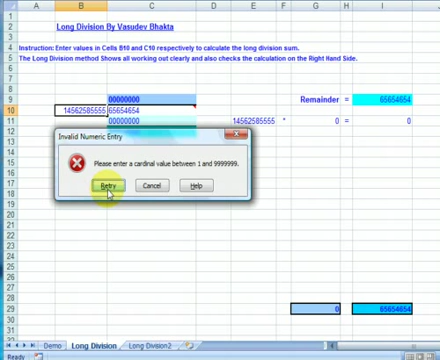 A B C D E F G H I
1
2 Long Division By Vasudev Bhakta
3
4 Instruction: Enter values in Cells B10 and C10 respectively to calculate the long division sum.
5 The Long Division method Shows all working out clearly and also checks the calculation on the Right Hand Side.
6
7
8
9 00000000 Remainder = 65654654
10 14562585555 65654654
11 00000000 14562585555 * 0 = 0
12
13
Invalid Numeric Entry
14
15
Please enter a cardinal value between 1 and 9999999.
16
17
Retry Cancel Help
18
19
20
21
22
23
24
25
26
27
28
29 0 65654654
30
31
32
Demo Long Division Long Division2
Ready